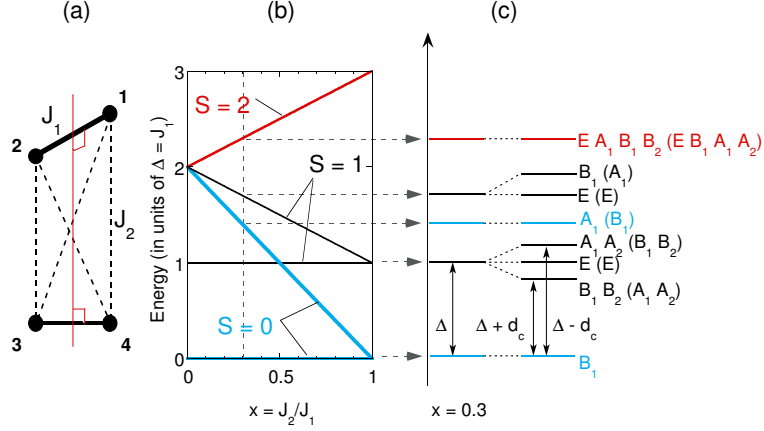 (a)
(b)
(c)
1
J₁
2
J₂
3
4
Energy (in units of Δ = J₁)
3
2
1
0
S = 2
S = 1
S = 0
0
0.5
1
x = J₂/J₁
E A₁ B₁ B₂ (E B₁ A₁ A₂)
B₁ (A₁)
E (E)
A₁ (B₁)
A₁ A₂ (B₁ B₂)
E (E)
B₁ B₂ (A₁ A₂)
Δ
Δ + d_c
Δ - d_c
B₁
x = 0.3